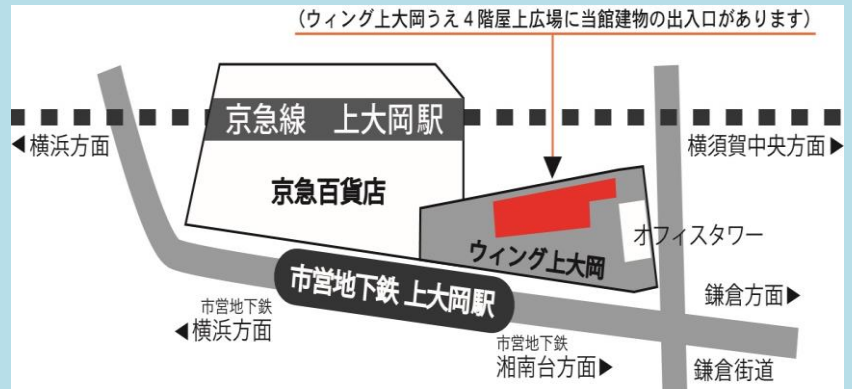 (ウィング上大岡うえ4階屋上広場に当館建物の出入口があります)
京急線 上大岡駅
◀横浜方面
横須賀中央方面▶
京急百貨店
オフィスタワー
ウィング上大岡
市営地下鉄 上大岡駅
鎌倉方面▶
市営地下鉄
◀横浜方面
市営地下鉄
湘南台方面▶
鎌倉街道